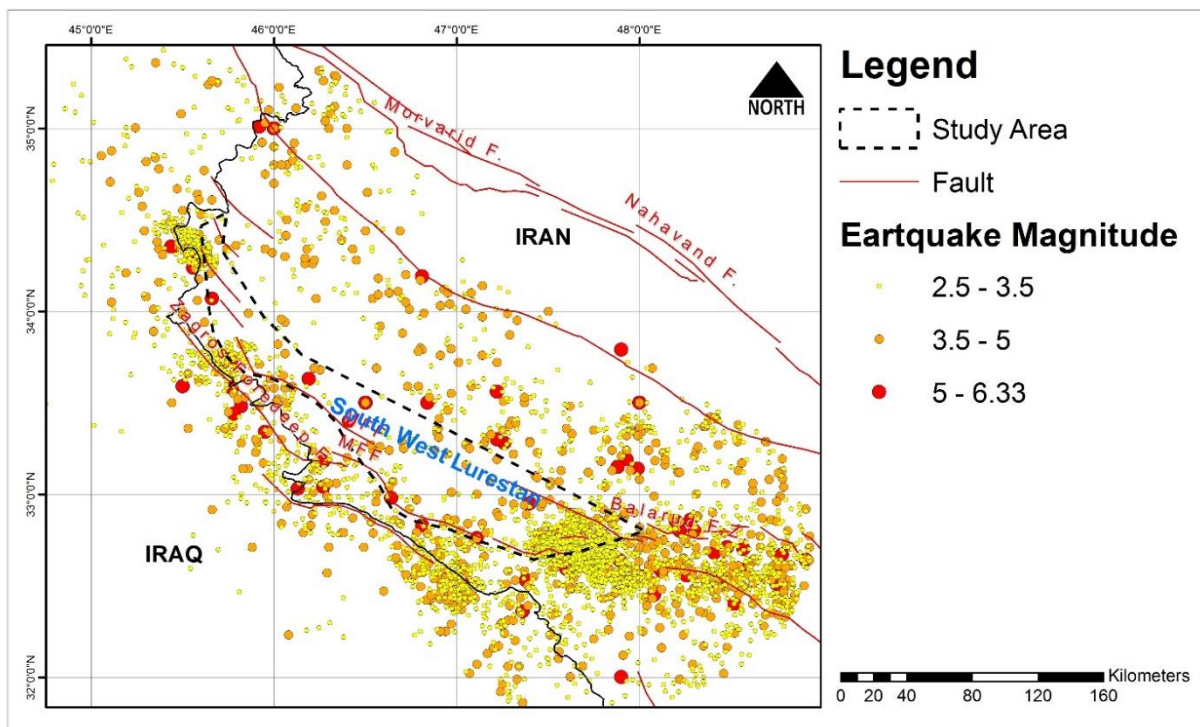 45°0'0"E
46°0'0"E
47°0'0"E
48°0'0"E
35°0'0"N
34°0'0"N
33°0'0"N
32°0'0"N
NORTH
Morvarid F.
Nahavand F.
IRAN
Zagros Foredeep F.
MFF
South West Lurestan
Balarud F.Z.
IRAQ
Legend
Study Area
Fault
Eartquake Magnitude
2.5 - 3.5
3.5 - 5
5 - 6.33
Kilometers
0 10 20 40 80 120 160